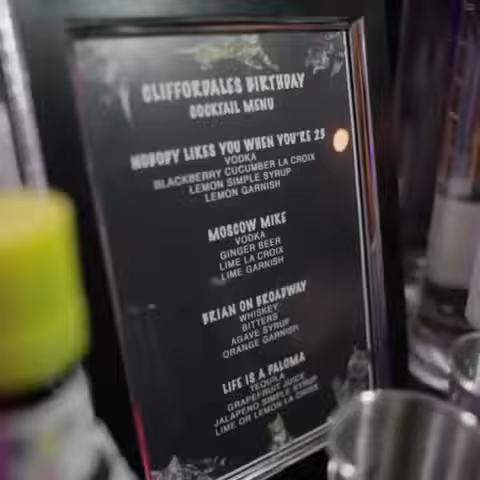 CLIFFORDALES BIRTHDAY
COCKTAIL MENU
NOBODY LIKES YOU WHEN YOU'RE 25
VODKA
BLACKBERRY CUCUMBER LA CROIX
LEMON SIMPLE SYRUP
LEMON GARNISH
MOSCOW MIKE
VODKA
GINGER BEER
LIME LA CROIX
LIME GARNISH
BRIAN ON BROADWAY
WHISKEY
BITTERS
AGAVE SYRUP
ORANGE GARNISH
LIFE IS A PALOMA
TEQUILA
GRAPEFRUIT JUICE
JALAPENO SIMPLE SYRUP
LIME OR LEMON LA CROIX